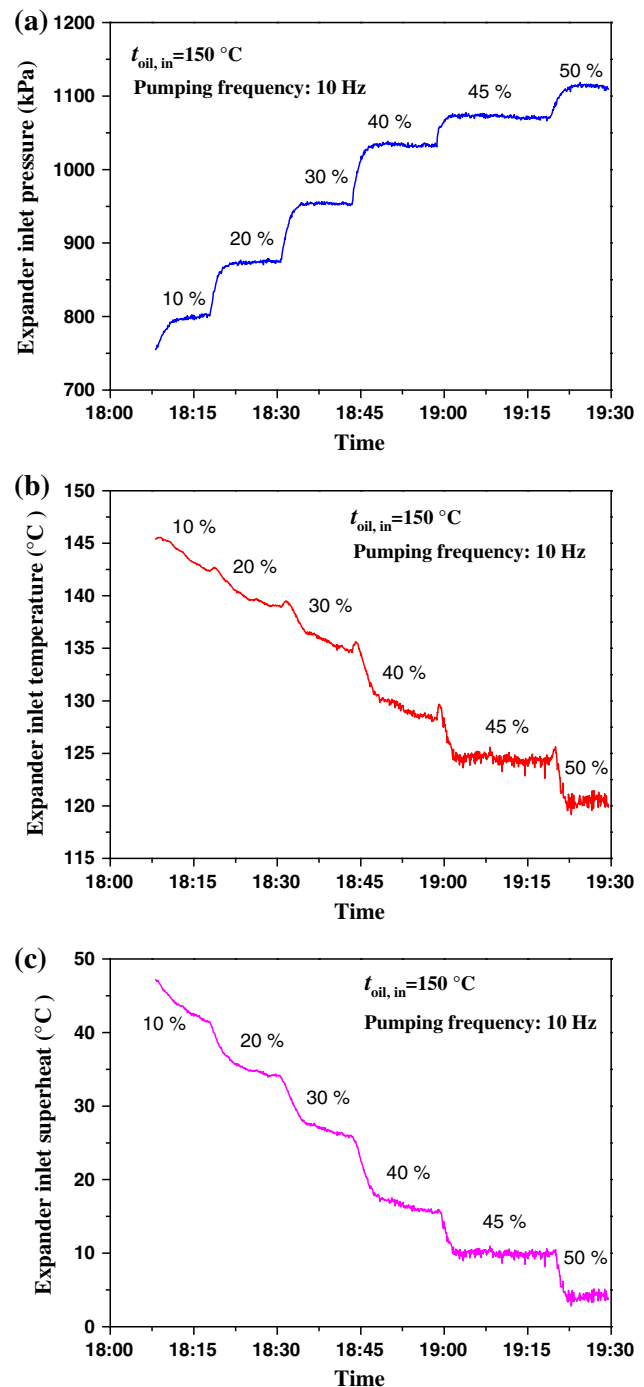 (a)
1200
1100
1000
900
800
700
Expander inlet pressure (kPa)
t oil, in=150 °C
Pumping frequency: 10 Hz
10 %
20 %
30 %
40 %
45 %
50 %
18:00 18:15 18:30 18:45 19:00 19:15 19:30
Time
(b)
150
145
140
135
130
125
120
115
Expander inlet temperature (°C )
t oil, in=150 °C
Pumping frequency: 10 Hz
10 %
20 %
30 %
40 %
45 %
50 %
18:00 18:15 18:30 18:45 19:00 19:15 19:30
Time
(c)
50
40
30
20
10
0
Expander inlet superheat (°C )
t oil, in=150 °C
Pumping frequency: 10 Hz
10 %
20 %
30 %
40 %
45 %
50 %
18:00 18:15 18:30 18:45 19:00 19:15 19:30
Time